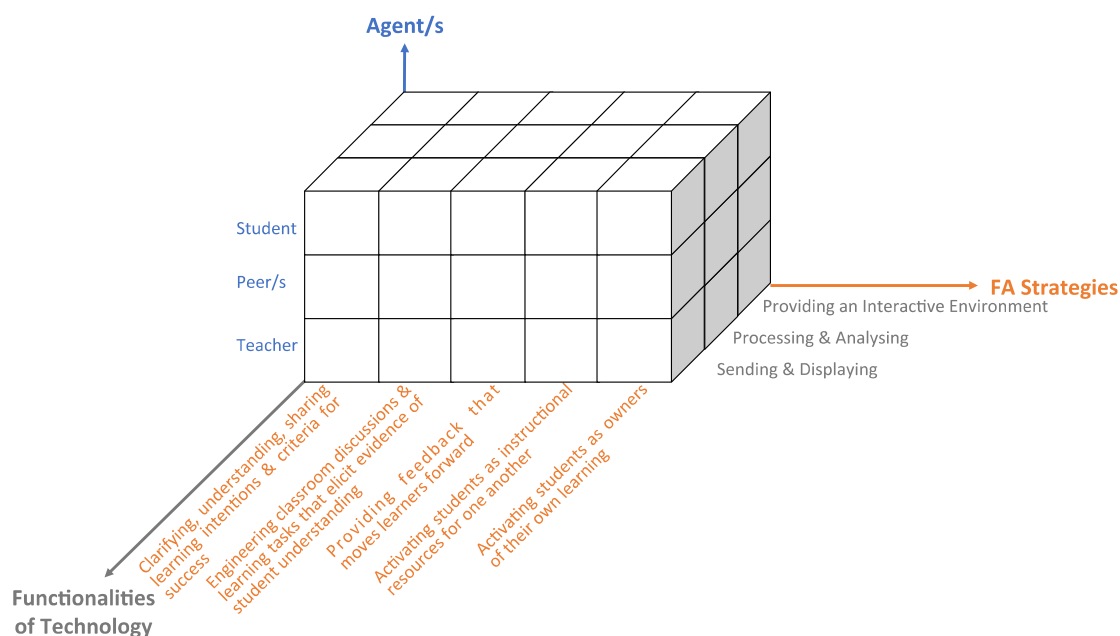 Agent/s
Student
Peer/s
Teacher
FA Strategies
Providing an Interactive Environment
Processing & Analysing
Sending & Displaying
Clarifying, understanding, sharing
learning intentions & criteria for
success
Engineering classroom discussions &
learning tasks that elicit evidence of
student understanding
Providing feedback that
moves learners forward
Activating students as instructional
resources for one another
Activating students as owners
of their own learning
Functionalities
of Technology